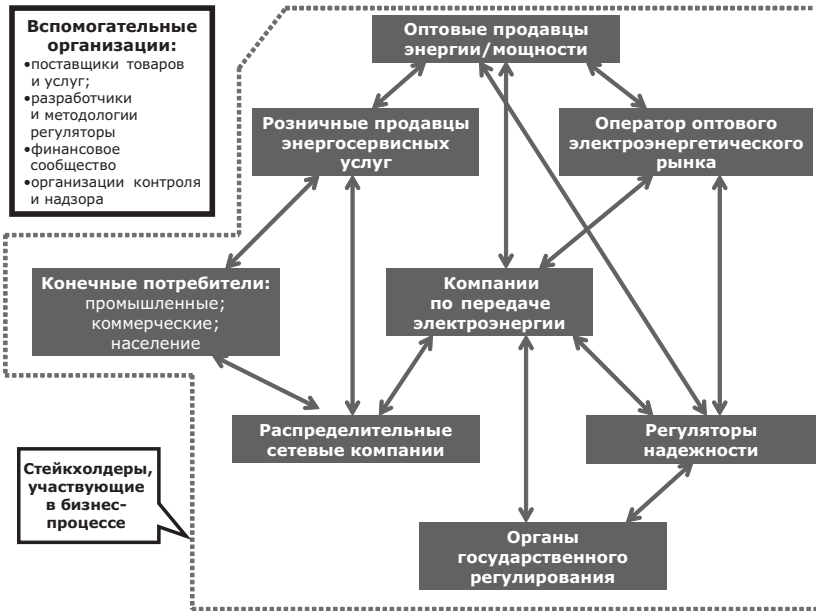 Вспомогательные
организации:
•поставщики товаров
и услуг;
•разработчики
и методологии
регуляторы
•финансовое
сообщество
•организации контроля
и надзора
Оптовые продавцы
энергии/мощности
Розничные продавцы
энергосервисных
услуг
Оператор оптового
электроэнергетического
рынка
Конечные потребители:
промышленные;
коммерческие;
население
Компании
по передаче
электроэнергии
Распределительные
сетевые компании
Регуляторы
надежности
Стейкхолдеры,
участвующие
в бизнес-
процессе
Органы
государственного
регулирования